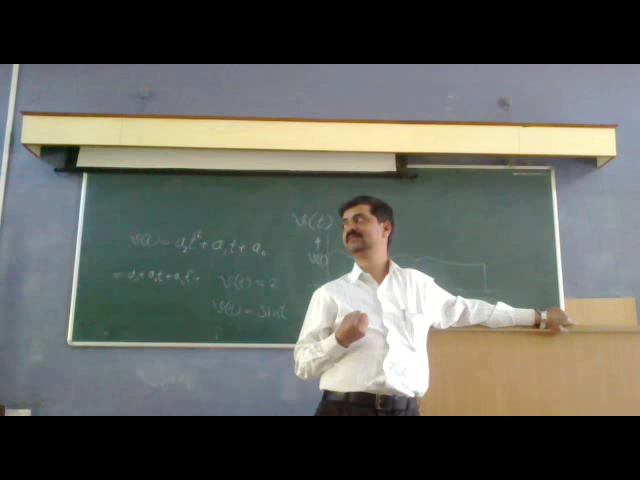 v(t) = a₂t² + a₁t + a₀
v(t) = 2
v(t) = sint
v(t)
↑
v(t)